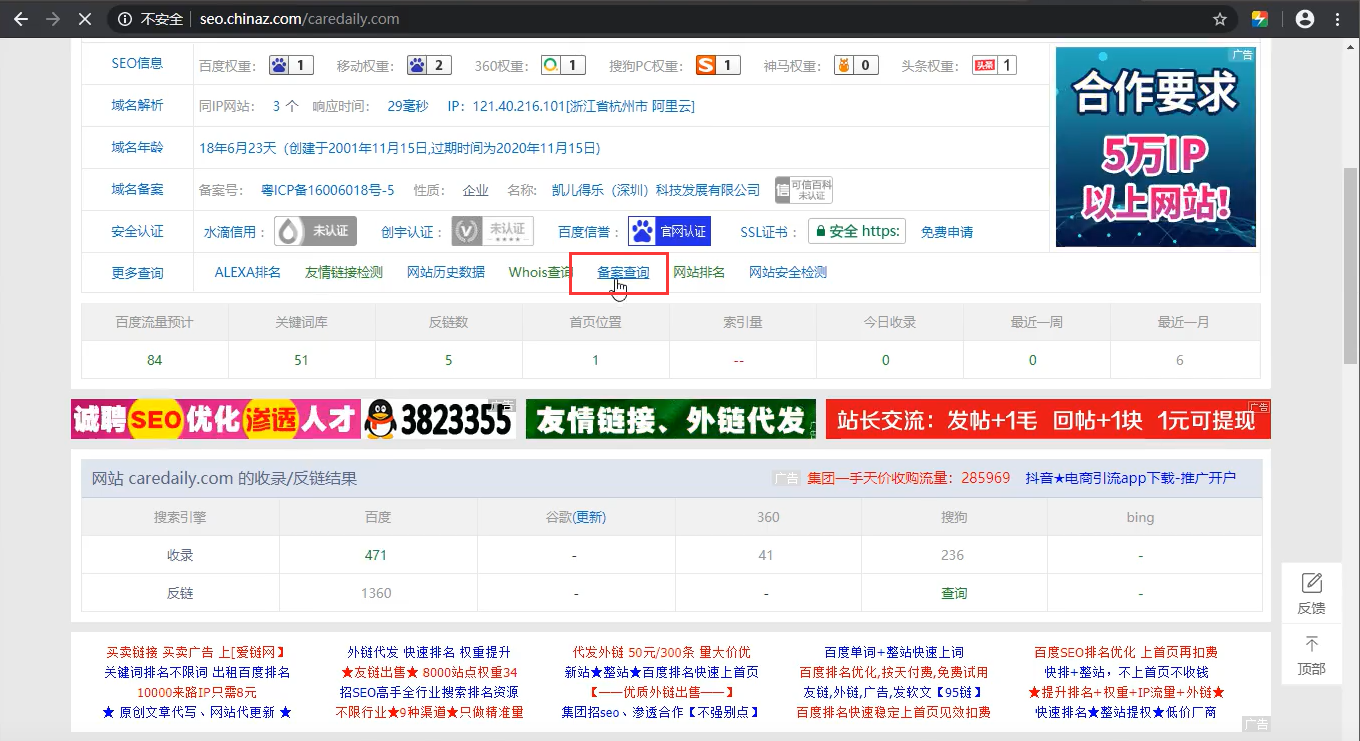 不安全 seo.chinaz.com/caredaily.com
SEO信息 百度权重： 1 移动权重： 2 360权重： 1 搜狗PC权重： 1 神马权重： 0 头条权重： 头条 1
域名解析 同IP网站： 3 个 响应时间： 29毫秒 IP：121.40.216.101[浙江省杭州市 阿里云]
域名年龄 18年6月23天（创建于2001年11月15日,过期时间为2020年11月15日）
域名备案 备案号： 粤ICP备16006018号-5 性质： 企业 名称: 凯儿得乐（深圳）科技发展有限公司 信 可信百科 未认证
安全认证 水滴信用： 未认证 创宇认证： 未认证 百度信誉： 官网认证 SSL证书： 安全 https: 免费申请
更多查询 ALEXA排名 友情链接检测 网站历史数据 Whois查询 备案查询 网站排名 网站安全检测
广告
合作要求
5万IP
以上网站!
百度流量预计 关键词库 反链数 首页位置 索引量 今日收录 最近一周 最近一月
84 51 5 1 -- 0 0 6
诚聘SEO优化渗透人才 3823355 广告 友情链接、外链代发 广告 站长交流：发帖+1毛 回帖+1块 1元可提现 广告
网站 caredaily.com 的收录/反链结果 广告 集团一手天价收购流量：285969 抖音★电商引流app下载-推广开户
搜索引擎 百度 谷歌(更新) 360 搜狗 bing
收录 471 - 41 236 -
反链 1360 - - 查询 -
反馈
顶部
买卖链接 买卖广告 上[爱链网】 外链代发 快速排名 权重提升 代发外链 50元/300条 量大价优 百度单词+整站快速上词 百度SEO排名优化 上首页再扣费
关键词排名不限词 出租百度排名 ★友链出售★ 8000站点权重34 新站★整站★百度排名快速上首页 百度排名优化,按天付费,免费试用 快排+整站，不上首页不收钱
10000来路IP只需8元 招SEO高手全行业搜索排名资源 【——优质外链出售——】 友链,外链,广告,发软文【95链】 ★提升排名+权重+IP流量+外链★
★ 原创文章代写、网站代更新 ★ 不限行业★9种渠道★只做精准量 集团招seo、渗透合作【不强别点】 百度排名快速稳定上首页见效扣费 快速排名★整站提权★低价厂商
广告